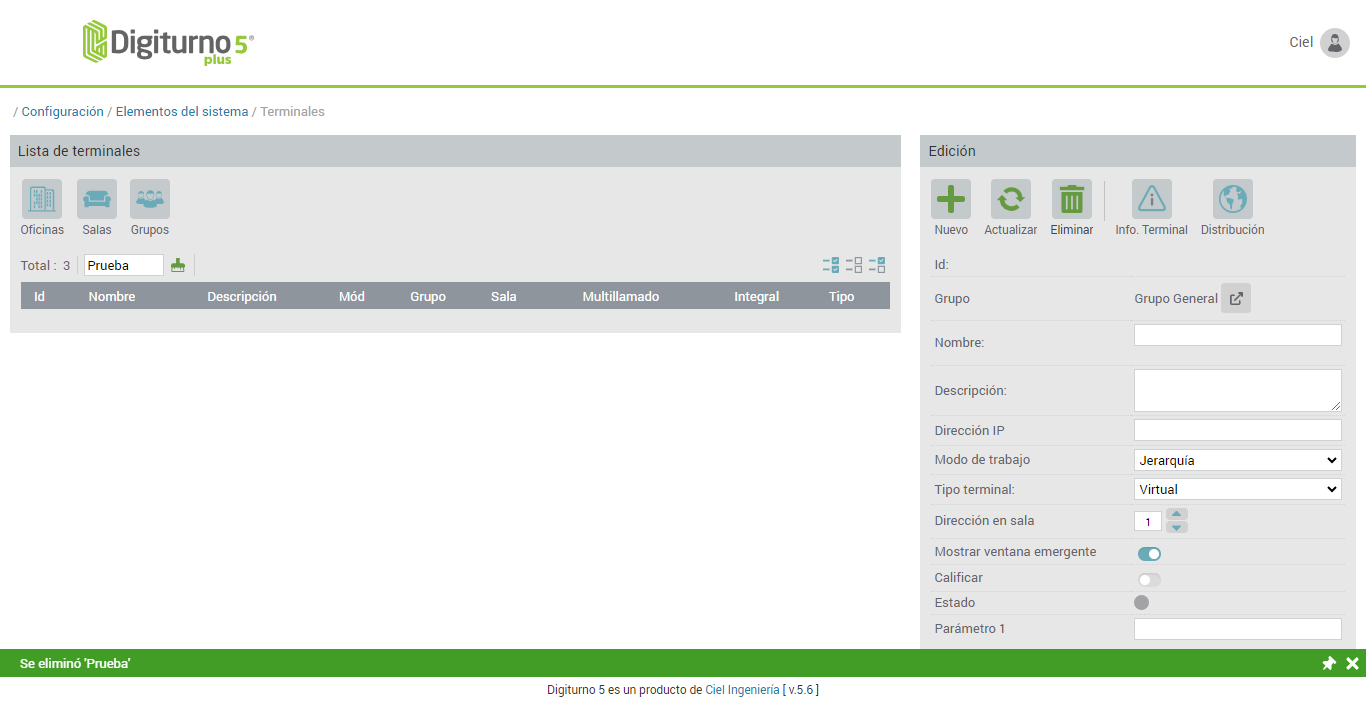 Digiturno 5®
plus
Ciel
/ Configuración / Elementos del sistema / Terminales
Lista de terminales
Oficinas Salas Grupos
Total : 3 Prueba
Id Nombre Descripción Mód Grupo Sala Multillamado Integral Tipo
Edición
Nuevo Actualizar Eliminar Info. Terminal Distribución
Id:
Grupo Grupo General
Nombre:
Descripción:
Dirección IP
Modo de trabajo Jerarquía
Tipo terminal: Virtual
Dirección en sala 1
Mostrar ventana emergente
Calificar
Estado
Parámetro 1
Se eliminó 'Prueba'
Digiturno 5 es un producto de Ciel Ingeniería [ v.5.6 ]